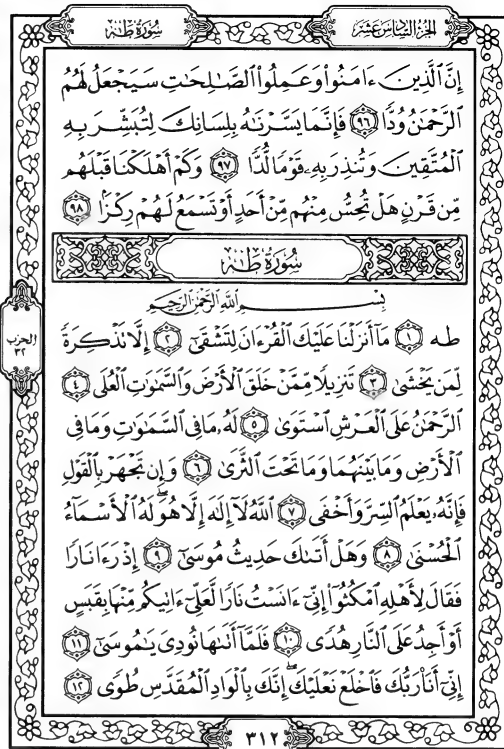 الجزء السادس عشر
سورة طه
إِنَّ ٱلَّذِينَ ءَامَنُوا۟ وَعَمِلُوا۟ ٱلصَّـٰلِحَـٰتِ سَيَجْعَلُ لَهُمُ
ٱلرَّحْمَـٰنُ وُدًّا ٩٦ فَإِنَّمَا يَسَّرْنَـٰهُ بِلِسَانِكَ لِتُبَشِّرَ بِهِ
ٱلْمُتَّقِينَ وَتُنذِرَ بِهِۦ قَوْمًا لُّدًّا ٩٧ وَكَمْ أَهْلَكْنَا قَبْلَهُم
مِّن قَرْنٍ هَلْ تُحِسُّ مِنْهُم مِّنْ أَحَدٍ أَوْ تَسْمَعُ لَهُمْ رِكْزًۢا ٩٨
سُورَةُ طه
بِسْمِ ٱللَّهِ ٱلرَّحْمَـٰنِ ٱلرَّحِيمِ
طه ١ مَآ أَنزَلْنَا عَلَيْكَ ٱلْقُرْءَانَ لِتَشْقَىٰٓ ٢ إِلَّا تَذْكِرَةً
لِّمَن يَخْشَىٰ ٣ تَنزِيلًا مِّمَّنْ خَلَقَ ٱلْأَرْضَ وَٱلسَّمَـٰوَٰتِ ٱلْعُلَى ٤
ٱلرَّحْمَـٰنُ عَلَى ٱلْعَرْشِ ٱسْتَوَىٰ ٥ لَهُۥ مَا فِى ٱلسَّمَـٰوَٰتِ وَمَا فِى
ٱلْأَرْضِ وَمَا بَيْنَهُمَا وَمَا تَحْتَ ٱلثَّرَىٰ ٦ وَإِن تَجْهَرْ بِٱلْقَوْلِ
فَإِنَّهُۥ يَعْلَمُ ٱلسِّرَّ وَأَخْفَى ٧ ٱللَّهُ لَآ إِلَـٰهَ إِلَّا هُوَ ۖ لَهُ ٱلْأَسْمَآءُ
ٱلْحُسْنَىٰ ٨ وَهَلْ أَتَىٰكَ حَدِيثُ مُوسَىٰٓ ٩ إِذْ رَءَا نَارًا
فَقَالَ لِأَهْلِهِ ٱمْكُثُوٓا۟ إِنِّىٓ ءَانَسْتُ نَارًا لَّعَلِّىٓ ءَاتِيكُم مِّنْهَا بِقَبَسٍ
أَوْ أَجِدُ عَلَى ٱلنَّارِ هُدًى ١٠ فَلَمَّآ أَتَىٰهَا نُودِىَ يَـٰمُوسَىٰٓ ١١
إِنِّىٓ أَنَا۠ رَبُّكَ فَٱخْلَعْ نَعْلَيْكَ ۖ إِنَّكَ بِٱلْوَادِ ٱلْمُقَدَّسِ طُوًى ١٢
الحزب
٣٢
٣١٢